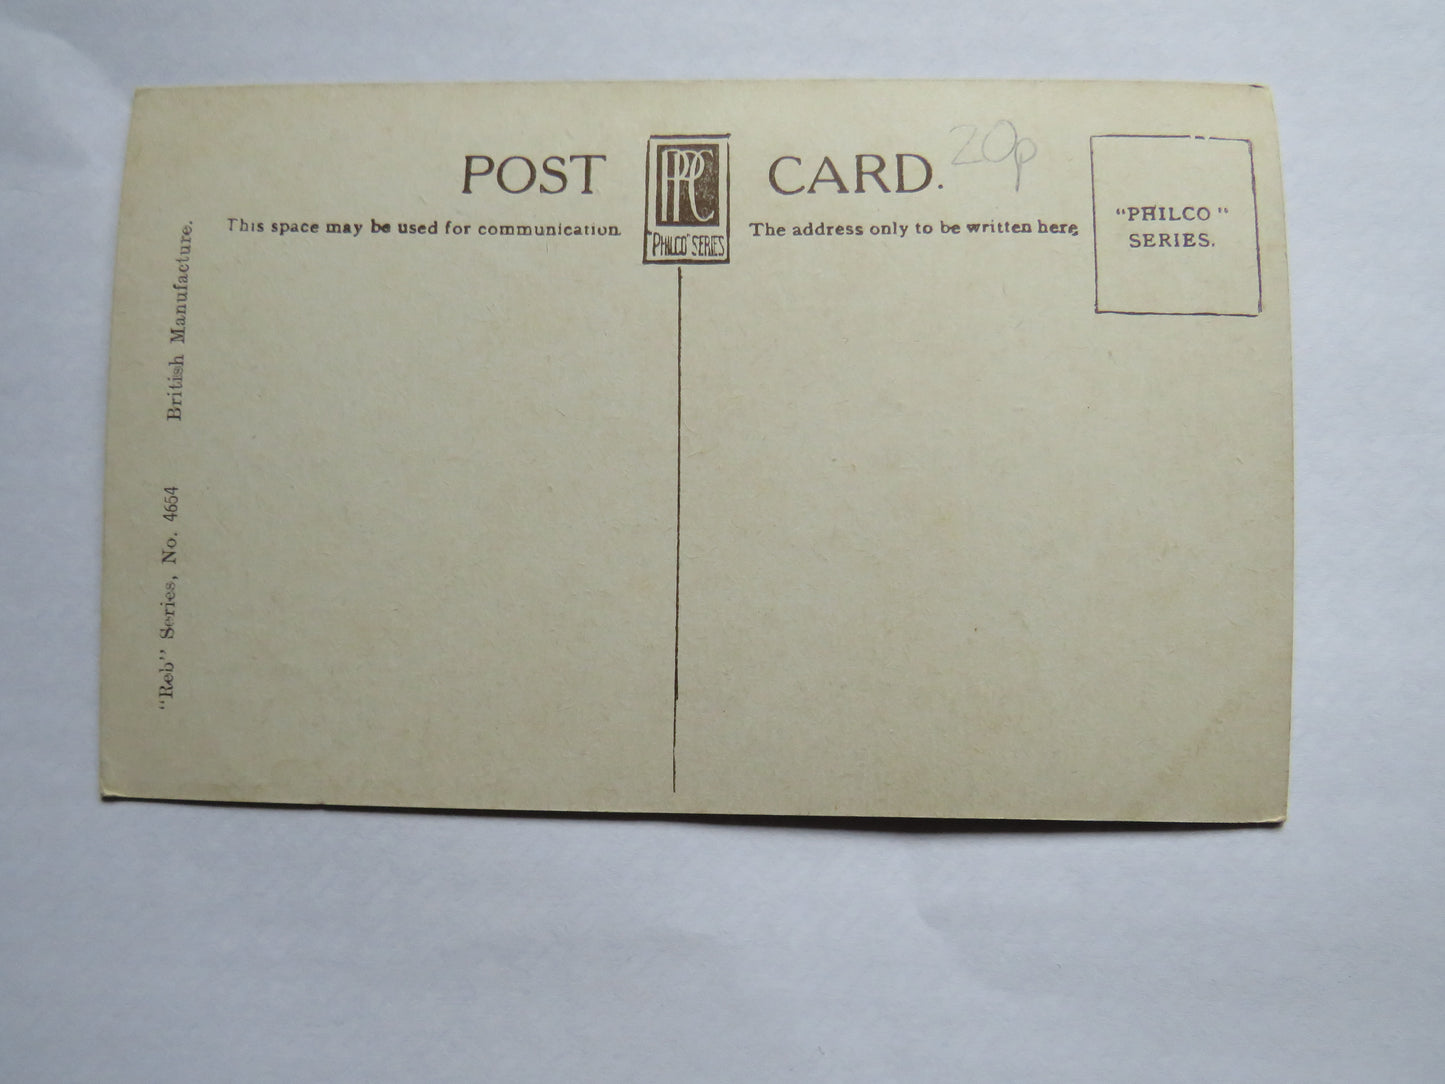 POST CARD.
20p
PPC
"PHILCO" SERIES
This space may be used for communication.
The address only to be written here.
"PHILCO"
SERIES.
"Reb" Series, No. 4654 British Manufacture.